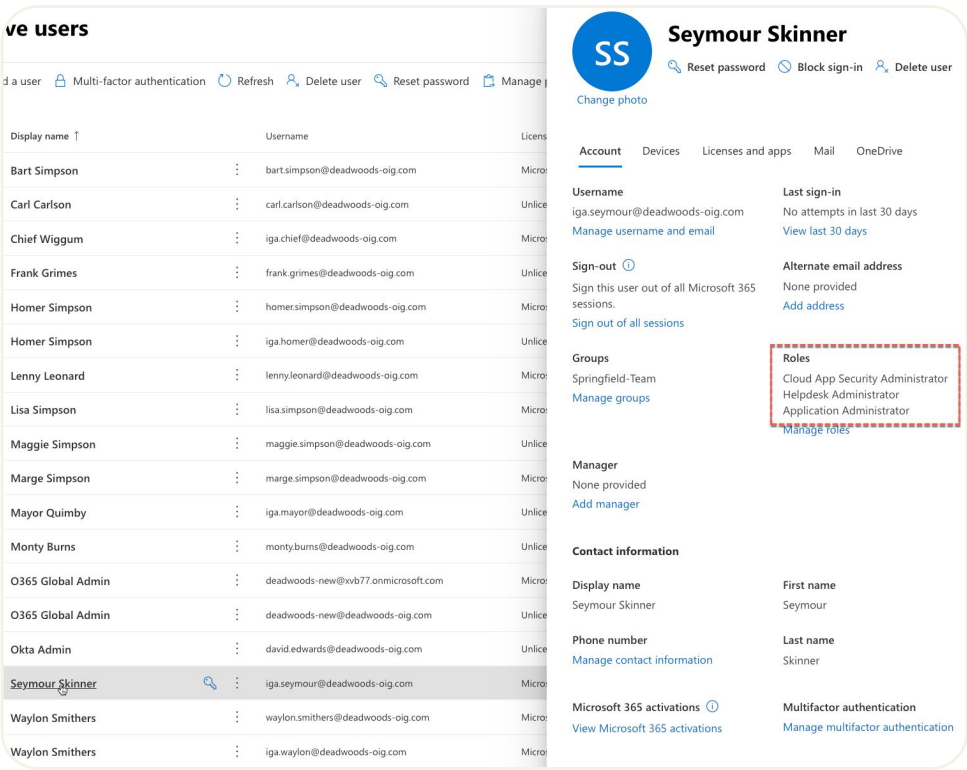 ve users
d a user Multi-factor authentication Refresh Delete user Reset password Manage p
Display name ↑ Username Licens
Bart Simpson bart.simpson@deadwoods-oig.com Micros
Carl Carlson carl.carlson@deadwoods-oig.com Unlice
Chief Wiggum iga.chief@deadwoods-oig.com Micros
Frank Grimes frank.grimes@deadwoods-oig.com Unlice
Homer Simpson homer.simpson@deadwoods-oig.com Micros
Homer Simpson iga.homer@deadwoods-oig.com Unlice
Lenny Leonard lenny.leonard@deadwoods-oig.com Micros
Lisa Simpson lisa.simpson@deadwoods-oig.com Micros
Maggie Simpson maggie.simpson@deadwoods-oig.com Unlice
Marge Simpson marge.simpson@deadwoods-oig.com Micros
Mayor Quimby iga.mayor@deadwoods-oig.com Unlice
Monty Burns monty.burns@deadwoods-oig.com Unlice
O365 Global Admin deadwoods-new@xvb77.onmicrosoft.com Micros
O365 Global Admin deadwoods-new@deadwoods-oig.com Unlice
Okta Admin david.edwards@deadwoods-oig.com Unlice
Seymour Skinner iga.seymour@deadwoods-oig.com Micros
Waylon Smithers waylon.smithers@deadwoods-oig.com Micros
Waylon Smithers iga.waylon@deadwoods-oig.com Micros
SS
Change photo
Seymour Skinner
Reset password Block sign-in Delete user
Account Devices Licenses and apps Mail OneDrive
Username
iga.seymour@deadwoods-oig.com
Manage username and email
Last sign-in
No attempts in last 30 days
View last 30 days
Sign-out
Sign this user out of all Microsoft 365
sessions.
Sign out of all sessions
Alternate email address
None provided
Add address
Groups
Springfield-Team
Manage groups
Roles
Cloud App Security Administrator
Helpdesk Administrator
Application Administrator
Manage roles
Manager
None provided
Add manager
Contact information
Display name
Seymour Skinner
First name
Seymour
Phone number
Manage contact information
Last name
Skinner
Microsoft 365 activations
View Microsoft 365 activations
Multifactor authentication
Manage multifactor authentication